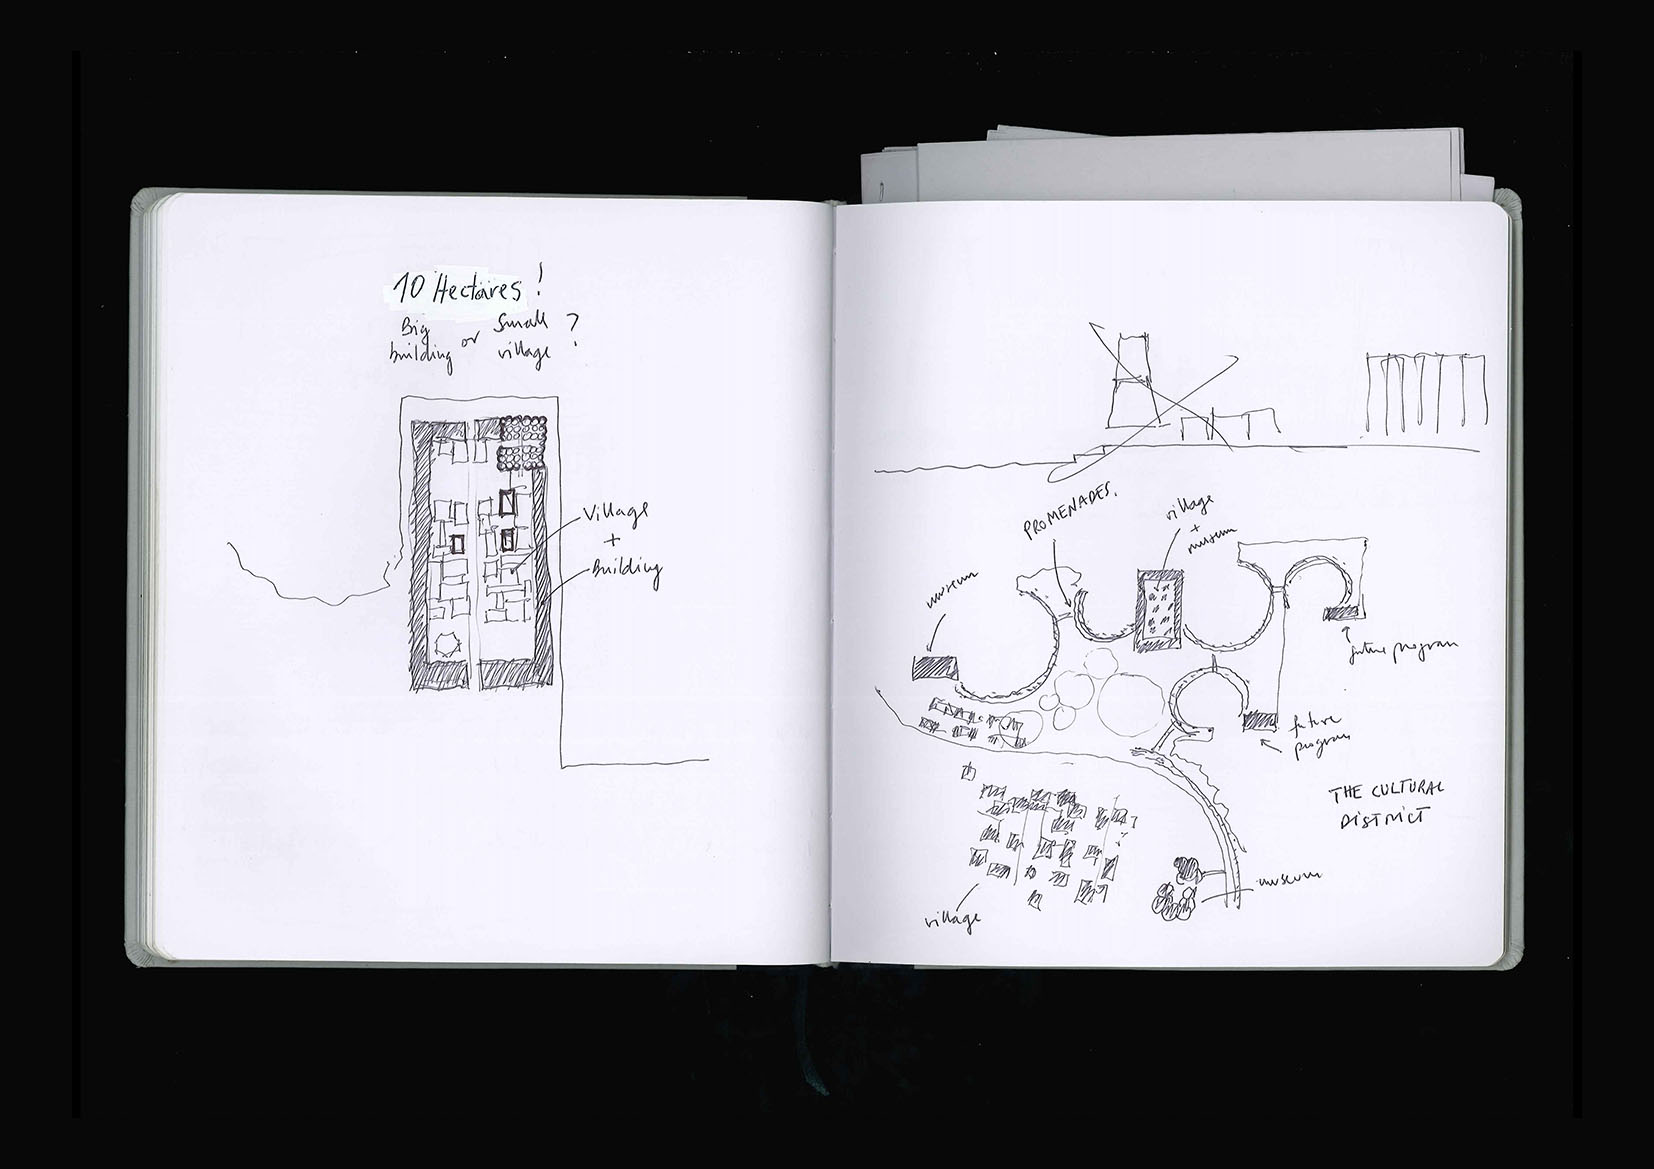 10 Hectares !
Big building or Small village ?
Village
+
Building
PROMENADES.
village
+
museum
museum
future program
future
program
THE CULTURAL
DISTRICT
museum
village